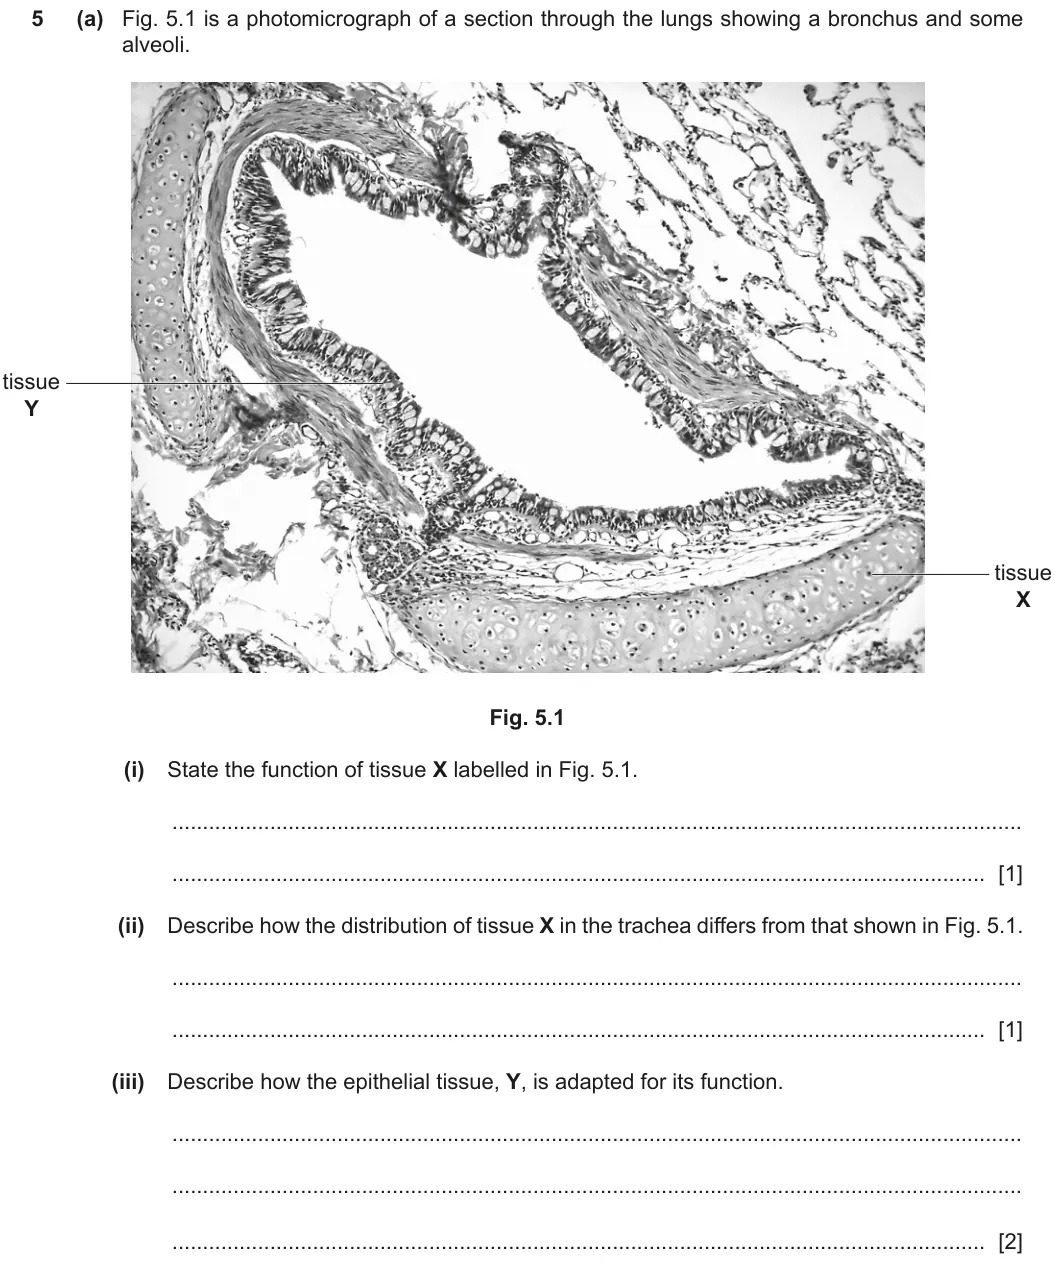 5 (a) Fig. 5.1 is a photomicrograph of a section through the lungs showing a bronchus and some
alveoli.
tissue
Y
tissue
X
Fig. 5.1
(i) State the function of tissue X labelled in Fig. 5.1.
[1]
(ii) Describe how the distribution of tissue X in the trachea differs from that shown in Fig. 5.1.
[1]
(iii) Describe how the epithelial tissue, Y, is adapted for its function.
[2]